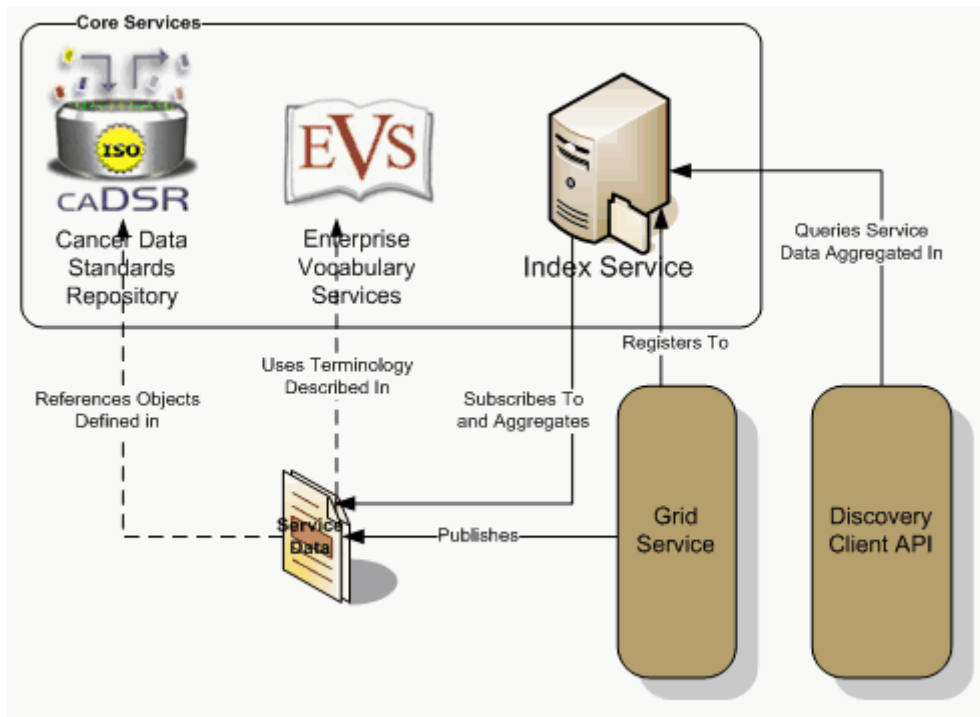 Core Services
ISO
caDSR
Cancer Data
Standards
Repository
EVS
Enterprise
Vocabulary
Services
Index Service
Queries Service
Data Aggregated In
Registers To
Uses Terminology
Described In
References Objects
Defined in
Subscribes To
and Aggregates
Service
Data
Publishes
Grid
Service
Discovery
Client API